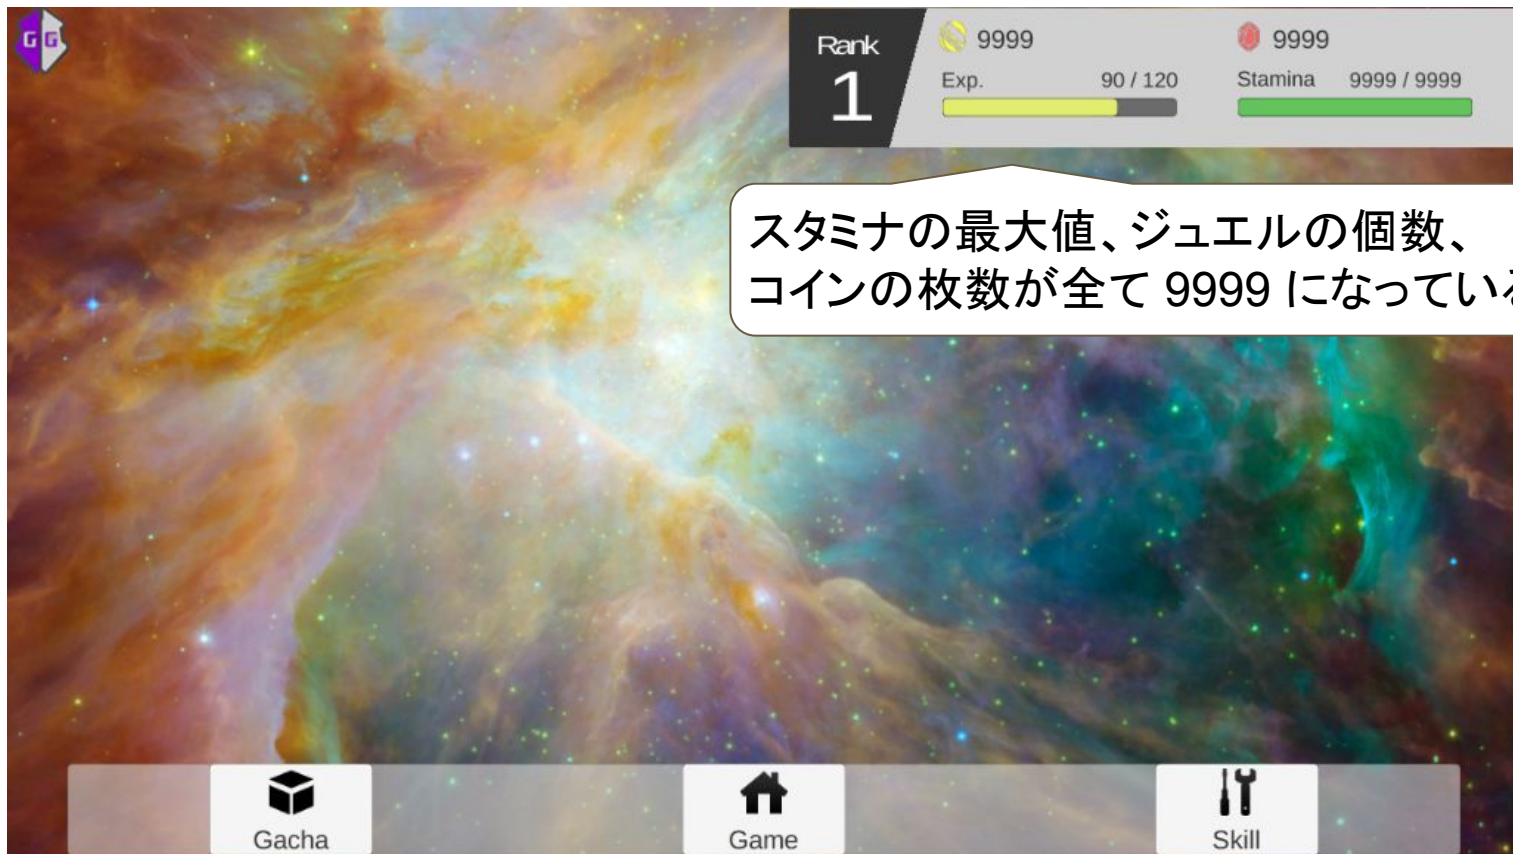 GG
Rank
1
9999
9999
Exp.
90 / 120
Stamina
9999 / 9999
スタミナの最大値、ジュエルの個数、
コインの枚数が全て 9999 になってい
Gacha
Game
Skill